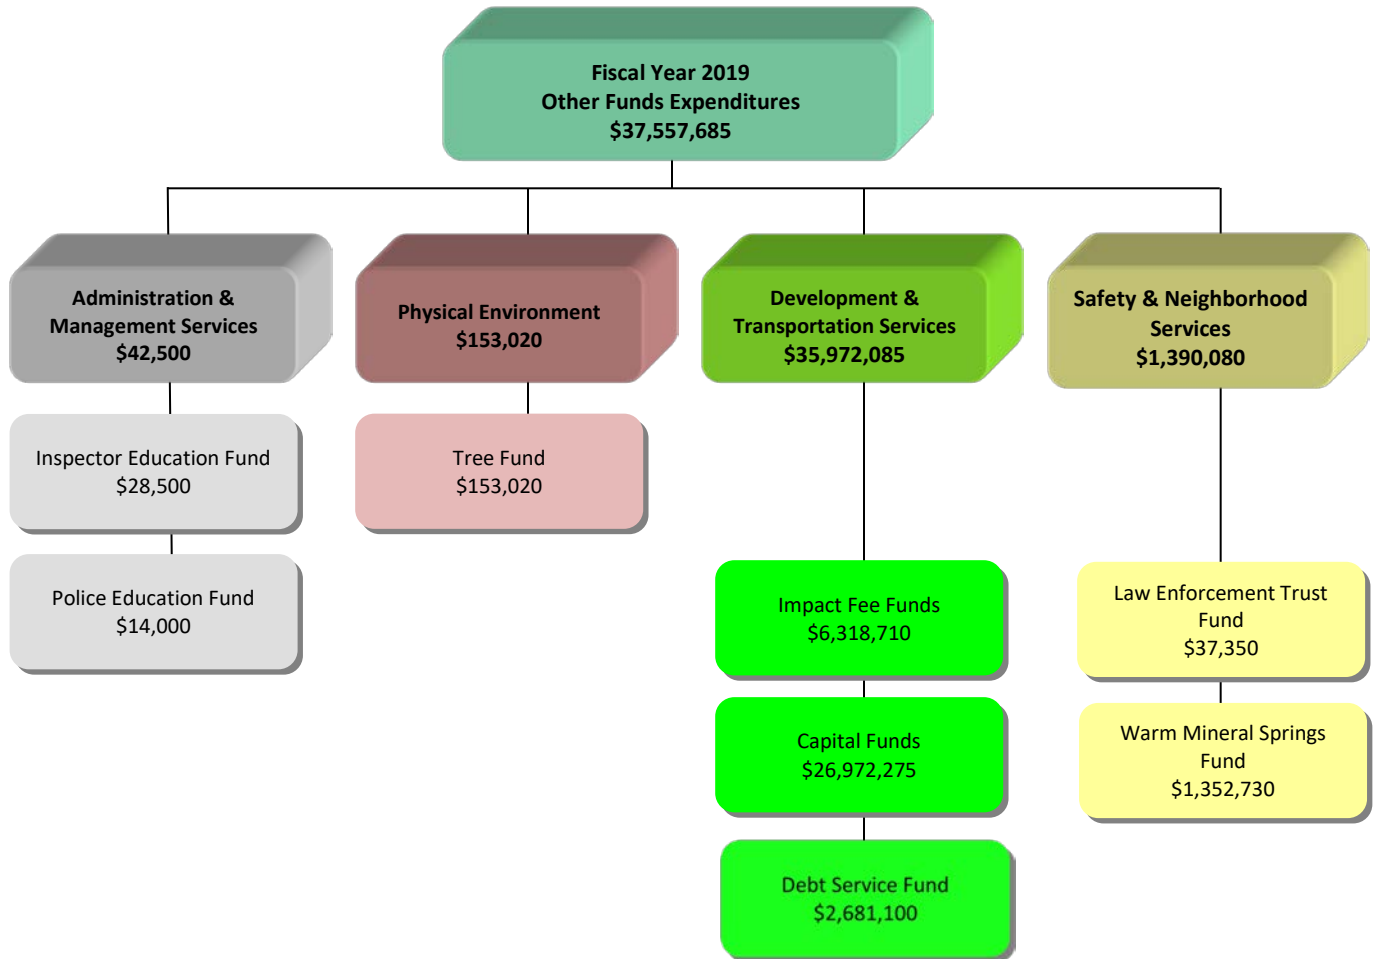 Fiscal Year 2019
Other Funds Expenditures
$37,557,685
Administration &
Management Services
$42,500
Physical Environment
$153,020
Development &
Transportation Services
$35,972,085
Safety & Neighborhood
Services
$1,390,080
Inspector Education Fund
$28,500
Police Education Fund
$14,000
Tree Fund
$153,020
Impact Fee Funds
$6,318,710
Capital Funds
$26,972,275
Debt Service Fund
$2,681,100
Law Enforcement Trust
Fund
$37,350
Warm Mineral Springs
Fund
$1,352,730